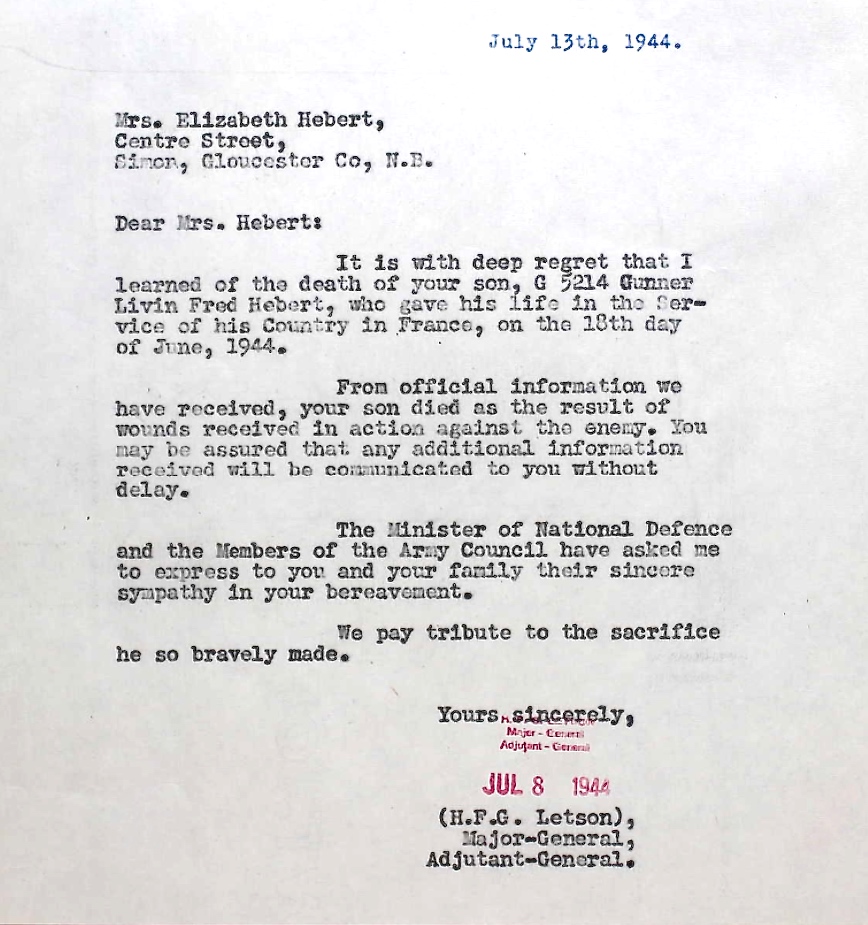 July 13th, 1944.
Mrs. Elizabeth Hebert,
Centre Street,
Simon, Gloucester Co, N.B.
Dear Mrs. Hebert:
It is with deep regret that I
learned of the death of your son, G 5214 Gunner
Livin Fred Hebert, who gave his life in the Ser-
vice of his Country in France, on the 18th day
of June, 1944.
From official information we
have received, your son died as the result of
wounds received in action against the enemy. You
may be assured that any additional information
received will be communicated to you without
delay.
The Minister of National Defence
and the Members of the Army Council have asked me
to express to you and your family their sincere
sympathy in your bereavement.
We pay tribute to the sacrifice
he so bravely made.
Yours sincerely,
Major - General
Adjutant - General
JUL 8 1944
(H.F.G. Letson),
Major-General,
Adjutant-General.